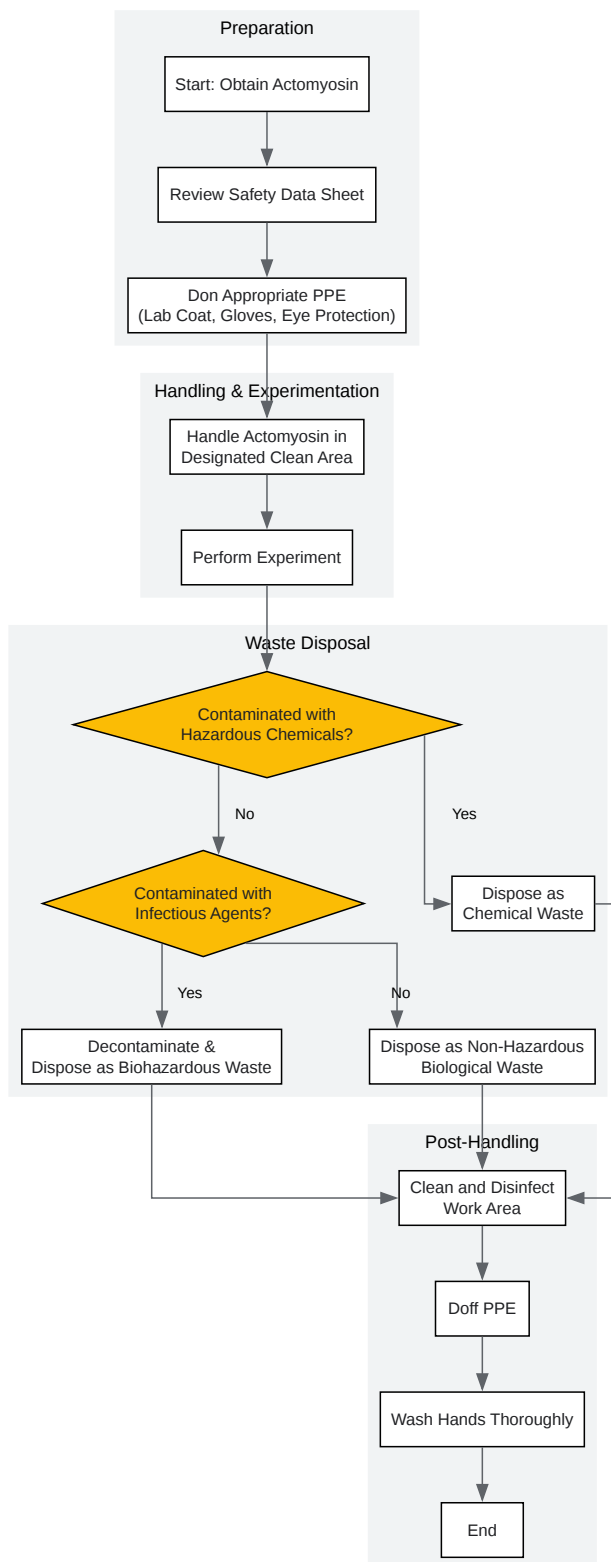 Preparation
Start: Obtain Actomyosin
Review Safety Data Sheet
Don Appropriate PPE
(Lab Coat, Gloves, Eye Protection)
Handling & Experimentation
Handle Actomyosin in
Designated Clean Area
Perform Experiment
Waste Disposal
Contaminated with
Hazardous Chemicals?
No
Yes
Contaminated with
Infectious Agents?
Dispose as
Chemical Waste
Yes
No
Decontaminate &
Dispose as Biohazardous Waste
Dispose as Non-Hazardous
Biological Waste
Post-Handling
Clean and Disinfect
Work Area
Doff PPE
Wash Hands Thoroughly
End